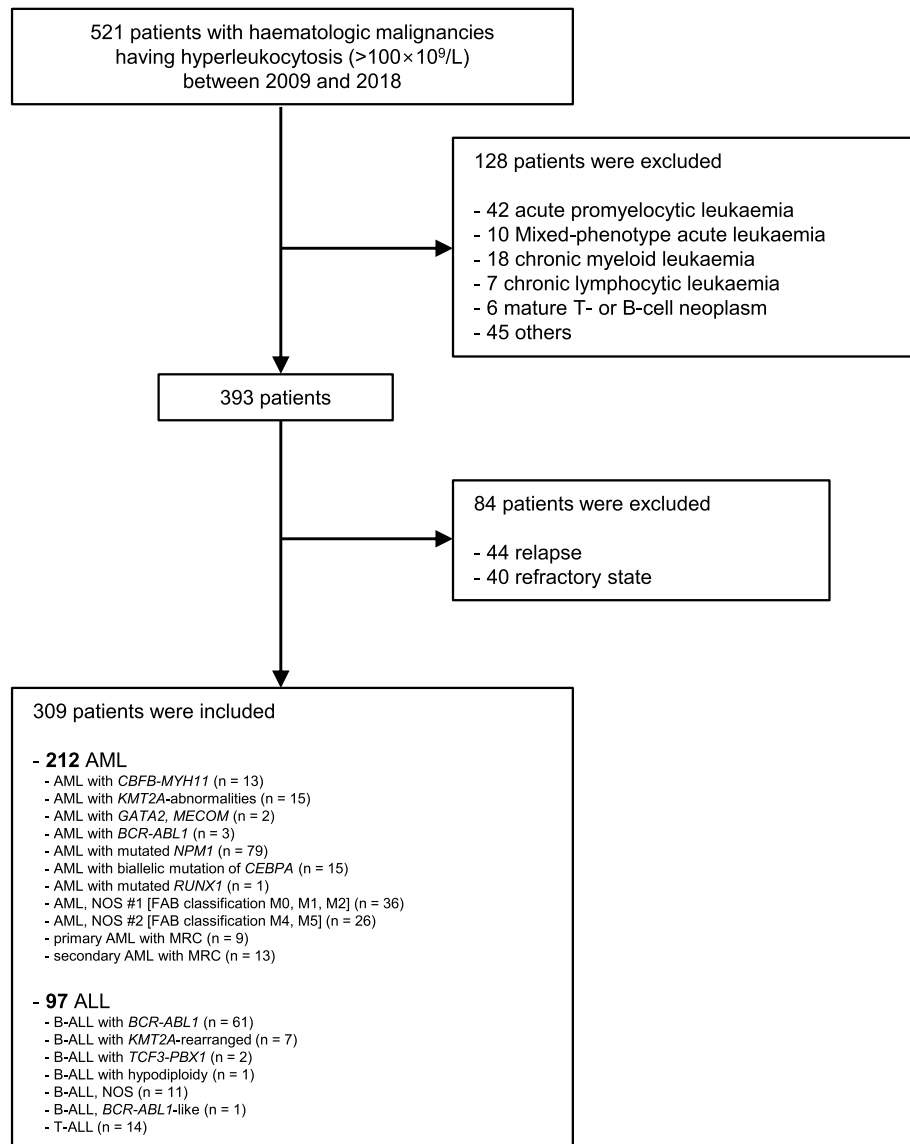 521 patients with haematologic malignancies
having hyperleukocytosis (>100×10⁹/L)
between 2009 and 2018
128 patients were excluded
- 42 acute promyelocytic leukaemia
- 10 Mixed-phenotype acute leukaemia
- 18 chronic myeloid leukaemia
- 7 chronic lymphocytic leukaemia
- 6 mature T- or B-cell neoplasm
- 45 others
393 patients
84 patients were excluded
- 44 relapse
- 40 refractory state
309 patients were included
- 212 AML
- AML with CBFB-MYH11 (n = 13)
- AML with KMT2A-abnormalities (n = 15)
- AML with GATA2, MECOM (n = 2)
- AML with BCR-ABL1 (n = 3)
- AML with mutated NPM1 (n = 79)
- AML with biallelic mutation of CEBPA (n = 15)
- AML with mutated RUNX1 (n = 1)
- AML, NOS #1 [FAB classification M0, M1, M2] (n = 36)
- AML, NOS #2 [FAB classification M4, M5] (n = 26)
- primary AML with MRC (n = 9)
- secondary AML with MRC (n = 13)
- 97 ALL
- B-ALL with BCR-ABL1 (n = 61)
- B-ALL with KMT2A-rearranged (n = 7)
- B-ALL with TCF3-PBX1 (n = 2)
- B-ALL with hypodiploidy (n = 1)
- B-ALL, NOS (n = 11)
- B-ALL, BCR-ABL1-like (n = 1)
- T-ALL (n = 14)